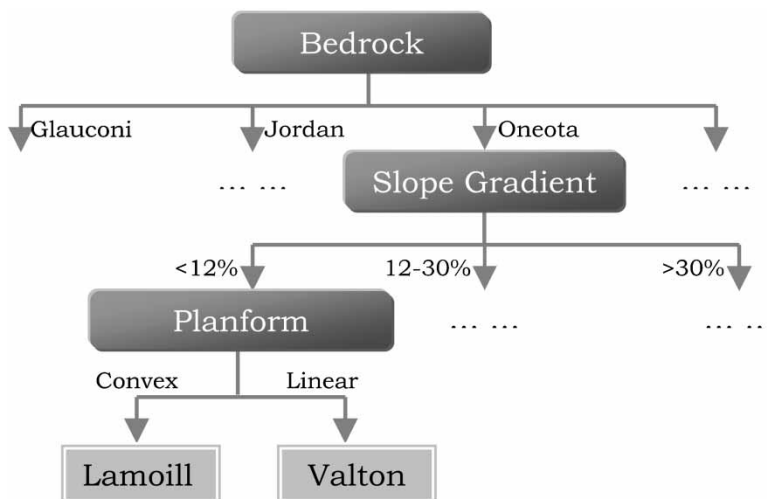 Bedrock
Glauconi Jordan Oneota
... ... Slope Gradient ... ...
<12% 12-30% >30%
Planform ... ... ... ..
Convex Linear
Lamoill Valton